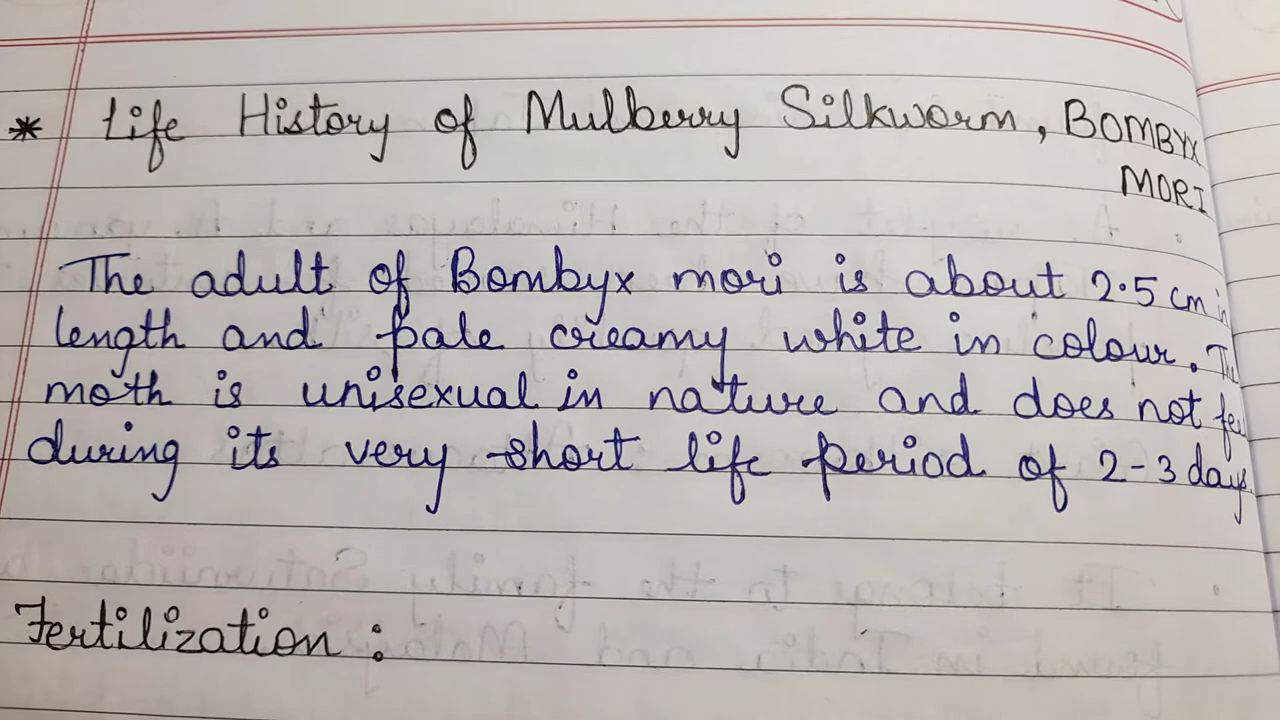 * Life History of Mulberry Silkworm, BOMBYX
MORI
The adult of Bombyx mori is about 2.5 cm in
length and pale creamy white in colour. The
moth is unisexual in nature and does not
during its very short life period of 2-3 days.
Fertilization :